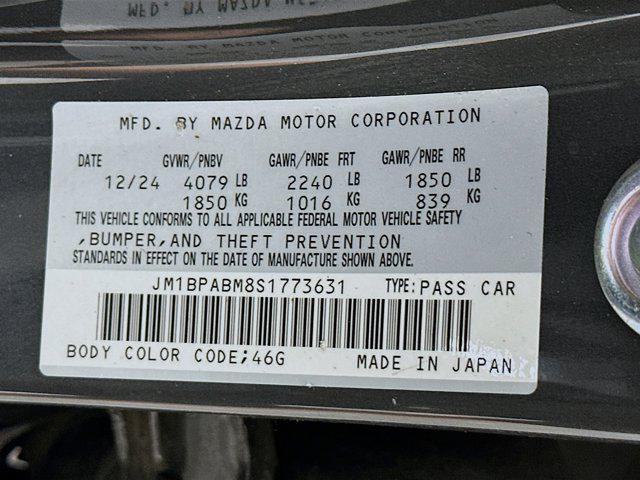 MFD. BY MAZDA MOTOR CORPORATION
DATE GVWR/PNBV GAWR/PNBE FRT GAWR/PNBE RR
12/24 4079 LB 2240 LB 1850 LB
1850 KG 1016 KG 839 KG
THIS VEHICLE CONFORMS TO ALL APPLICABLE FEDERAL MOTOR VEHICLE SAFETY
,BUMPER,AND THEFT PREVENTION
STANDARDS IN EFFECT ON THE DATE OF MANUFACTURE SHOWN ABOVE.
JM1BPABM8S1773631 TYPE:PASS CAR
BODY COLOR CODE;46G MADE IN JAPAN